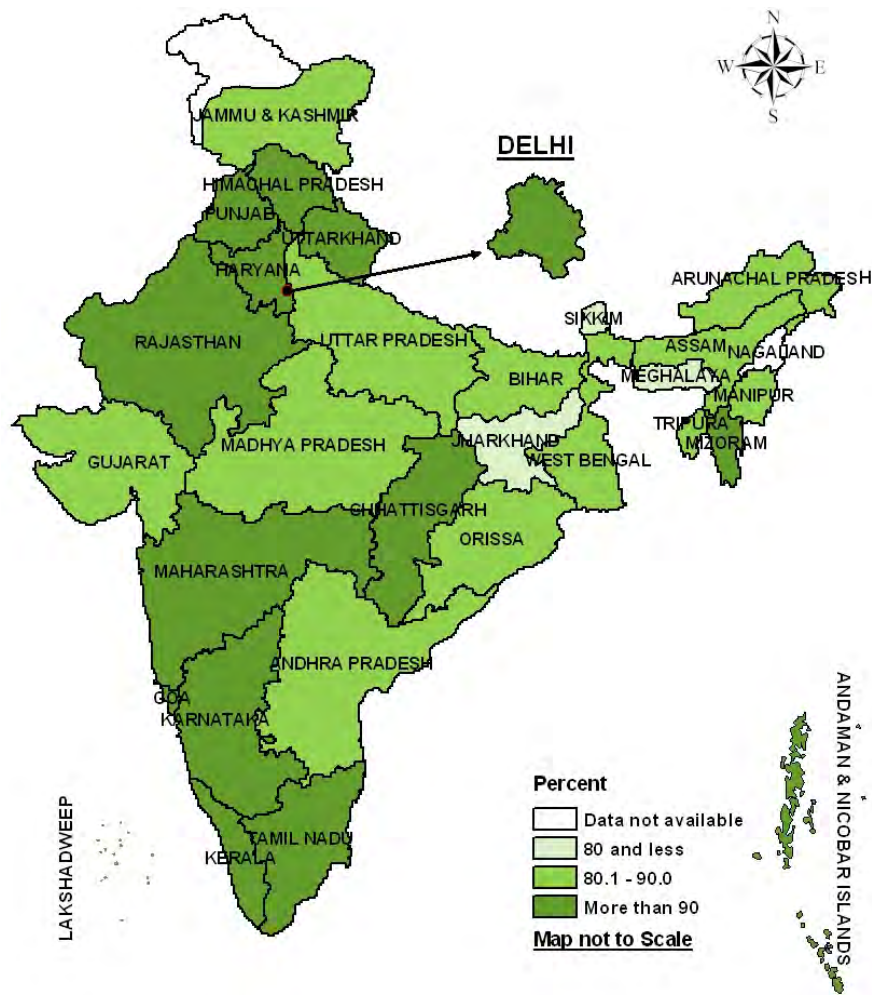 N
W E
S
JAMMU & KASHMIR
DELHI
HIMACHAL PRADESH
PUNJAB
UTTARKHAND
HARYANA
ARUNACHAL PRADESH
SIKKIM
RAJASTHAN
UTTAR PRADESH
ASSAM
NAGALAND
BIHAR
MEGHALAYA
MANIPUR
TRIPURA
MIZORAM
JHARKHAND
WEST BENGAL
MADHYA PRADESH
GUJARAT
CHHATTISGARH
ORISSA
MAHARASHTRA
ANDHRA PRADESH
GOA
KARNATAKA
ANDAMAN & NICOBAR ISLANDS
LAKSHADWEEP
TAMIL NADU
KERALA
Percent
Data not available
80 and less
80.1 - 90.0
More than 90
Map not to Scale